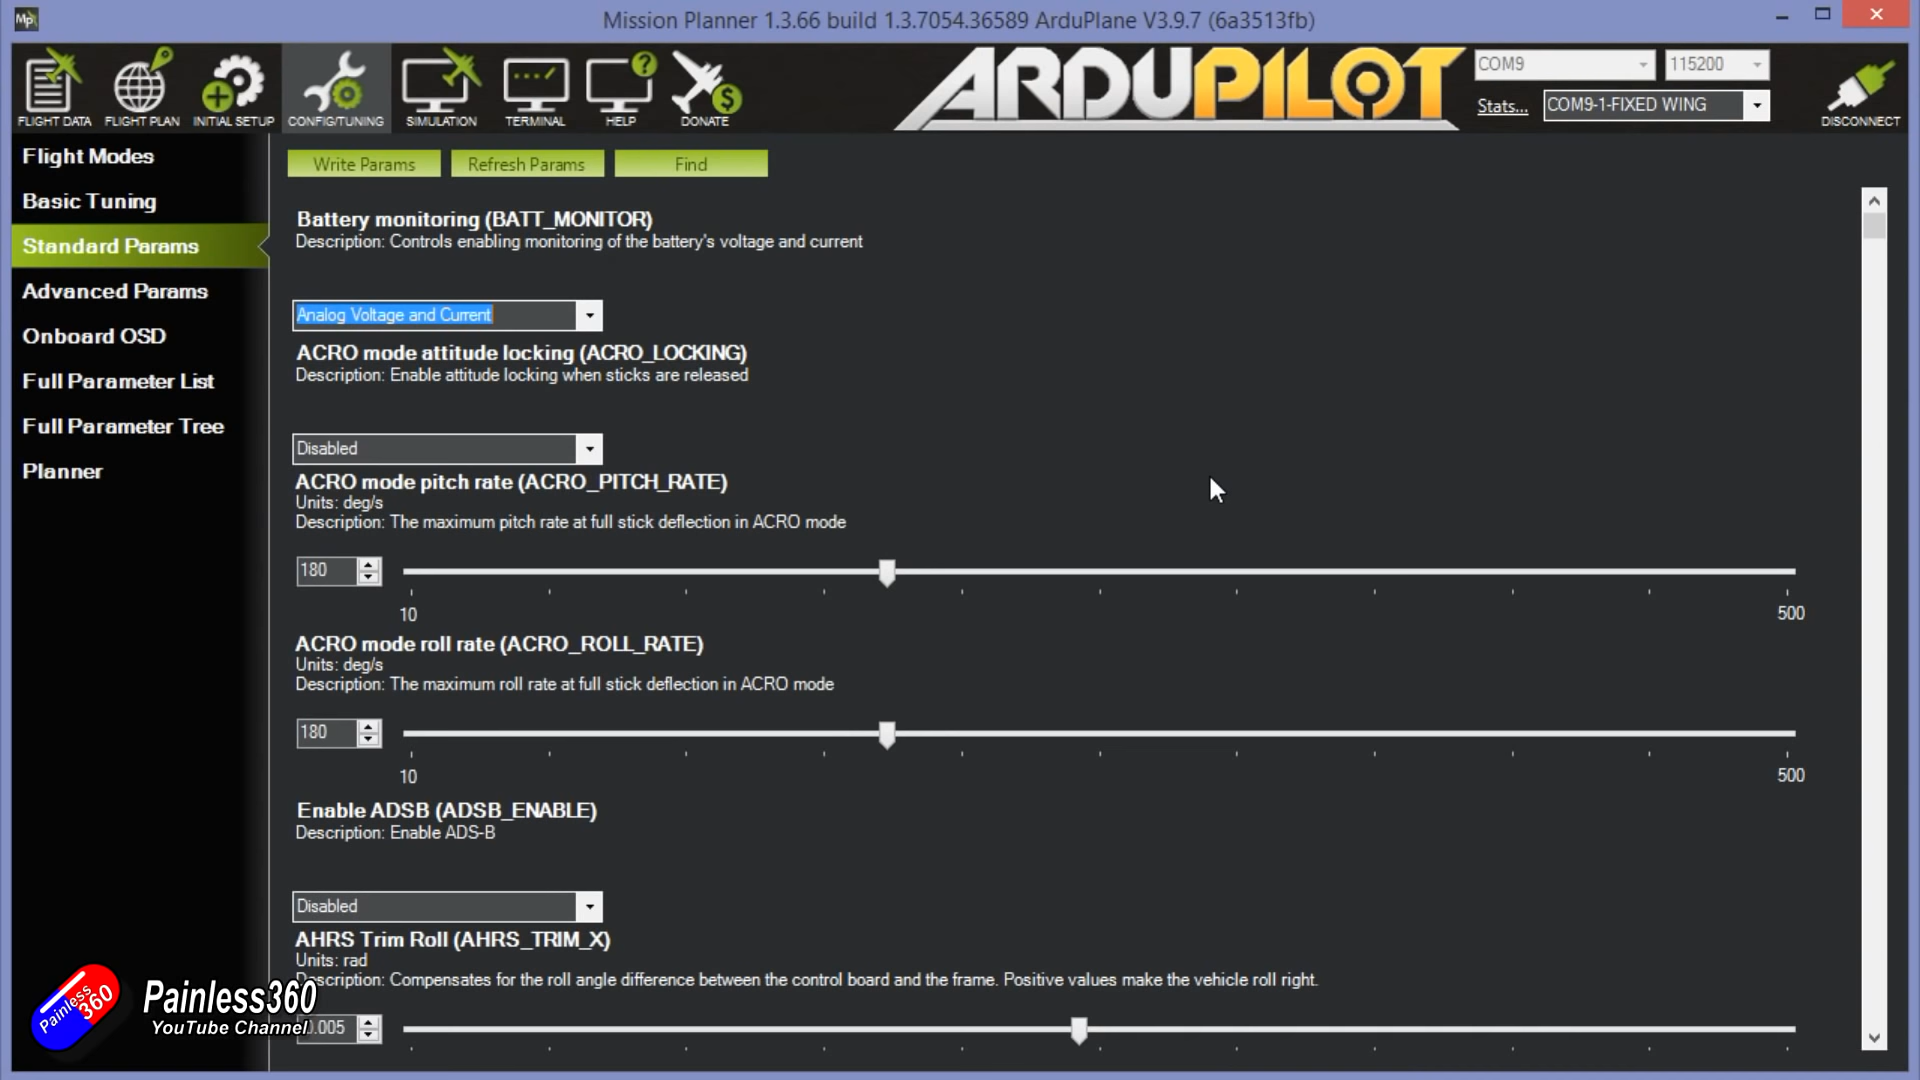 Mission Planner 1.3.66 build 1.3.7054.36589 ArduPlane V3.9.7 (6a3513fb)
FLIGHT DATA
FLIGHT PLAN
INITIAL SETUP
CONFIG/TUNING
SIMULATION
TERMINAL
HELP
DONATE
ARDUPILOT
COM9
115200
Stats...
COM9-1-FIXED WING
DISCONNECT
Flight Modes
Basic Tuning
Standard Params
Advanced Params
Onboard OSD
Full Parameter List
Full Parameter Tree
Planner
Write Params
Refresh Params
Find
Battery monitoring (BATT_MONITOR)
Description: Controls enabling monitoring of the battery's voltage and current
Analog Voltage and Current
ACRO mode attitude locking (ACRO_LOCKING)
Description: Enable attitude locking when sticks are released
Disabled
ACRO mode pitch rate (ACRO_PITCH_RATE)
Units: deg/s
Description: The maximum pitch rate at full stick deflection in ACRO mode
180
10
500
ACRO mode roll rate (ACRO_ROLL_RATE)
Units: deg/s
Description: The maximum roll rate at full stick deflection in ACRO mode
180
10
500
Enable ADSB (ADSB_ENABLE)
Description: Enable ADS-B
Disabled
AHRS Trim Roll (AHRS_TRIM_X)
Units: rad
Description: Compensates for the roll angle difference between the control board and the frame. Positive values make the vehicle roll right.
0.005
Painless 360
Painless360
YouTube Channel